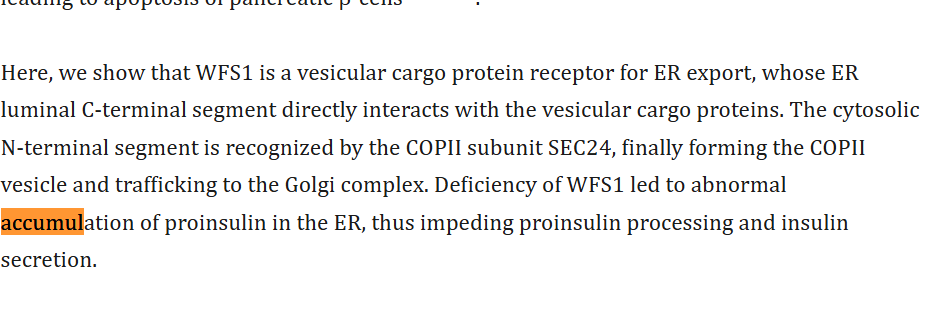 leading to apoptosis of pancreatic β-cells
Here, we show that WFS1 is a vesicular cargo protein receptor for ER export, whose ER
luminal C-terminal segment directly interacts with the vesicular cargo proteins. The cytosolic
N-terminal segment is recognized by the COPII subunit SEC24, finally forming the COPII
vesicle and trafficking to the Golgi complex. Deficiency of WFS1 led to abnormal
accumulation of proinsulin in the ER, thus impeding proinsulin processing and insulin
secretion.